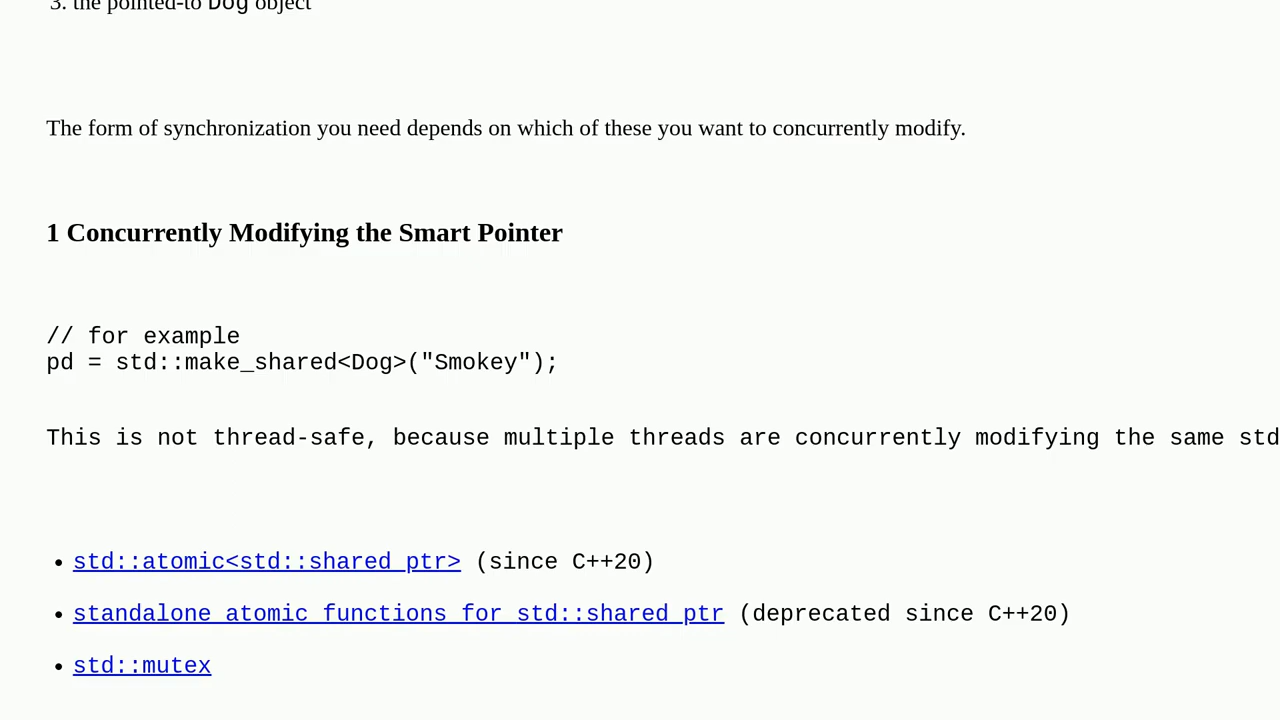 3. the pointed-to Dog object
The form of synchronization you need depends on which of these you want to concurrently modify.
1 Concurrently Modifying the Smart Pointer
// for example
pd = std::make_shared<Dog>("Smokey");
This is not thread-safe, because multiple threads are concurrently modifying the same std
• std::atomic<std::shared_ptr> (since C++20)
• standalone atomic functions for std::shared_ptr (deprecated since C++20)
• std::mutex